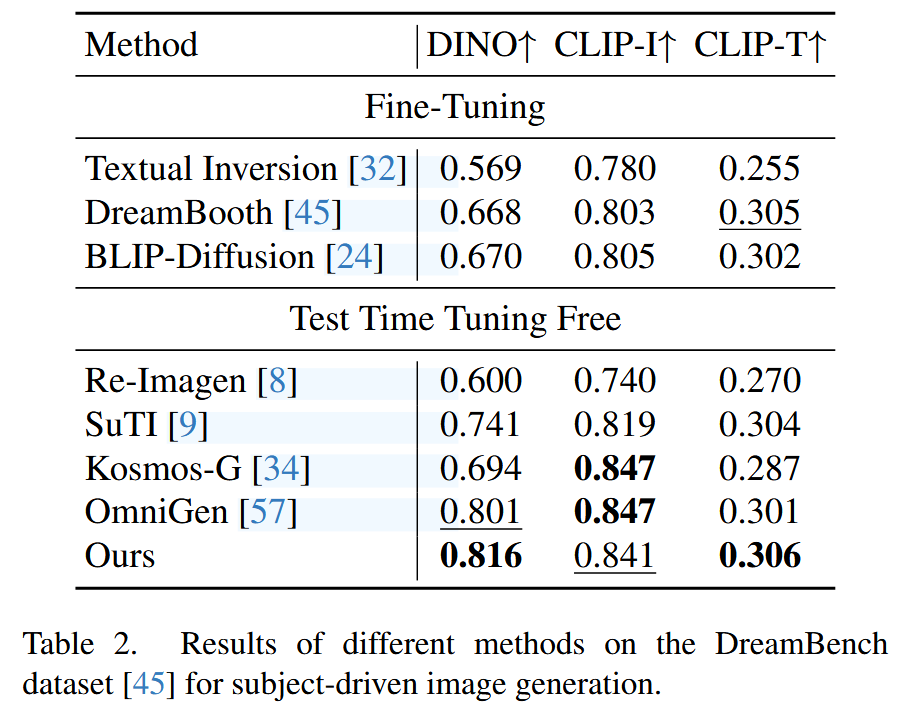 Method DINO↑ CLIP-I↑ CLIP-T↑
Fine-Tuning
Textual Inversion [32] 0.569 0.780 0.255
DreamBooth [45] 0.668 0.803 0.305
BLIP-Diffusion [24] 0.670 0.805 0.302
Test Time Tuning Free
Re-Imagen [8] 0.600 0.740 0.270
SuTI [9] 0.741 0.819 0.304
Kosmos-G [34] 0.694 0.847 0.287
OmniGen [57] 0.801 0.847 0.301
Ours 0.816 0.841 0.306
Table 2. Results of different methods on the DreamBench
dataset [45] for subject-driven image generation.